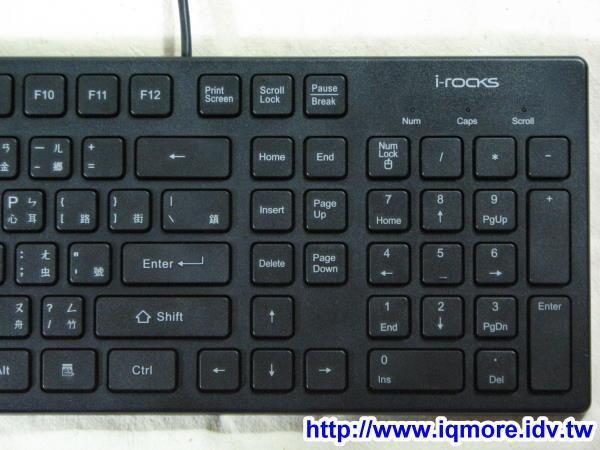 i-rocks
F10 F11 F12 Print Screen Scroll Lock Pause Break
Num Caps Scroll
ㄢ 金 — ㄦ - 鄉 + = ← Home End Num Lock / * -
P ㄣ 心 耳 { [ 路 } ] 街 | \ 鎮 Insert Page Up 7 Home 8 ↑ 9 PgUp +
: ㄤ ; 虫 " ' 號 Enter Delete Page Down 4 ← 5 6 →
ㄡ 舟 ? ㄥ / 竹 Shift ↑ 1 End 2 ↓ 3 PgDn Enter
Alt Ctrl ← ↓ → 0 Ins . Del
http://www.iqmore.idv.tw